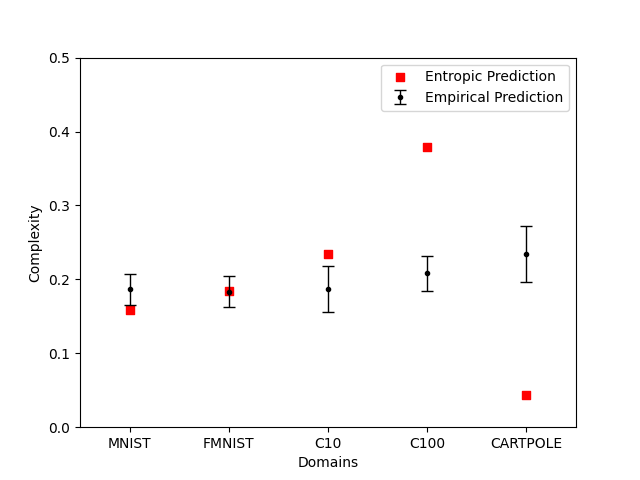 0.5
Entropic Prediction
Empirical Prediction
0.4
0.3
Complexity
0.2
0.1
0.0
MNIST FMNIST C10 C100 CARTPOLE
Domains